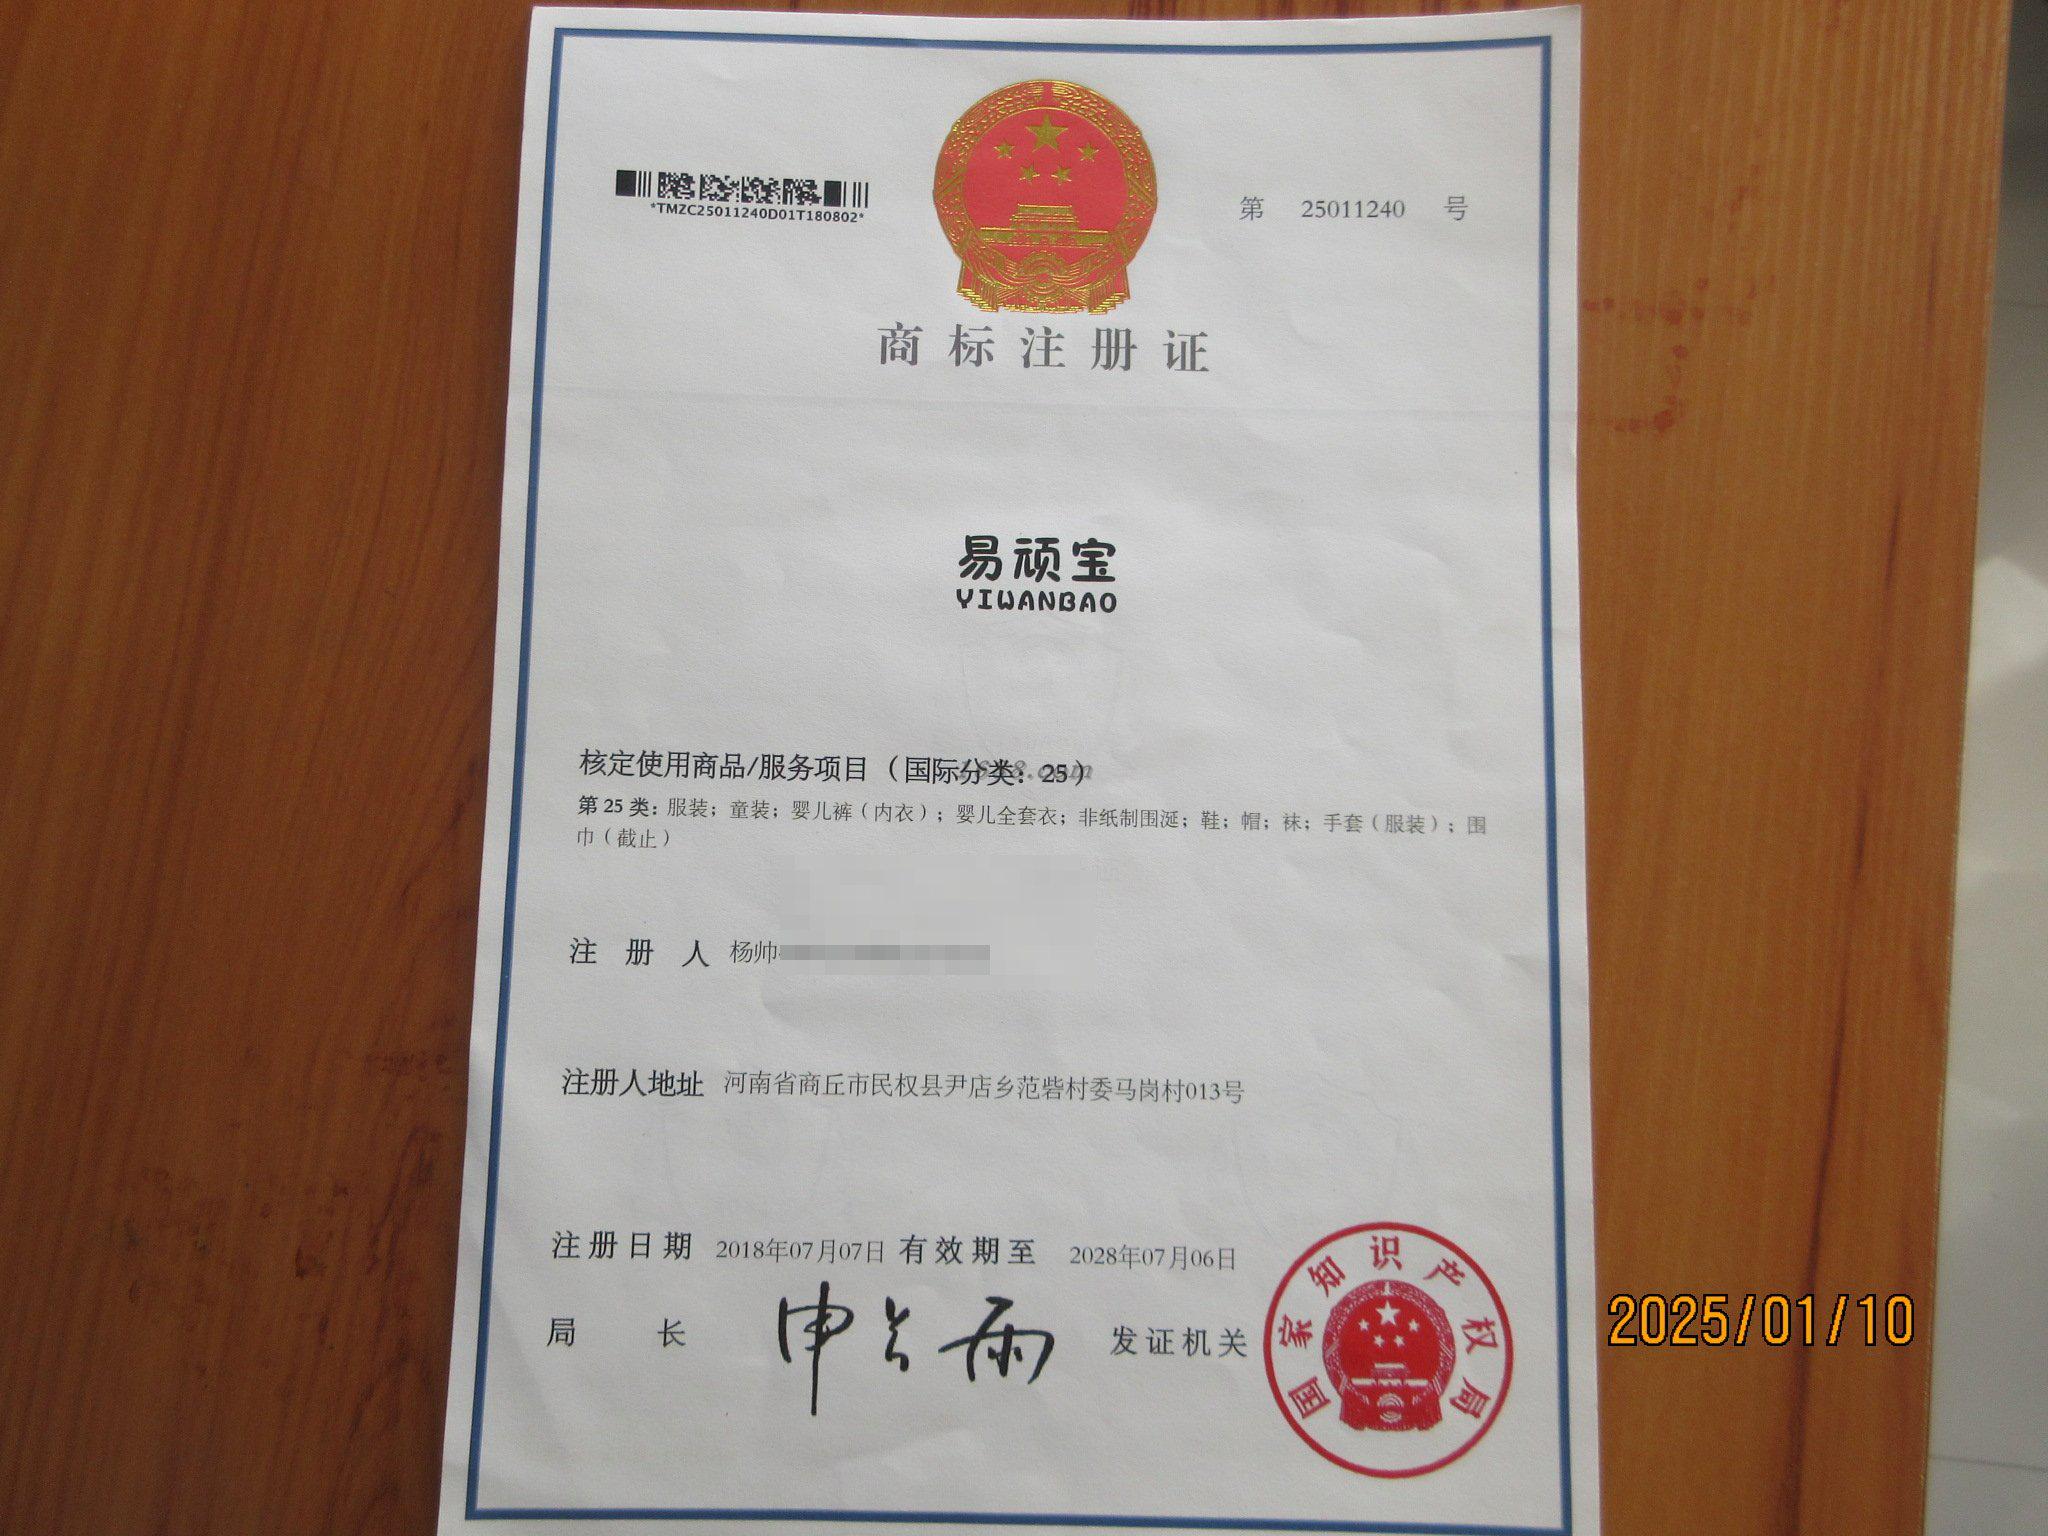 *TMZC25011240D01T180802*
第 25011240 号
商标注册证
易顽宝
YIWANBAO
核定使用商品/服务项目（国际分类：25）
第25类：服装；童装；婴儿裤（内衣）；婴儿全套衣；非纸制围涎；鞋；帽；袜；手套（服装）；围
巾（截止）
注册人 杨帅
注册人地址 河南省商丘市民权县尹店乡范砦村委马岗村013号
注册日期 2018年07月07日 有效期至 2028年07月06日
局长 申长雨 发证机关
国家知识产权局
2025/01/10